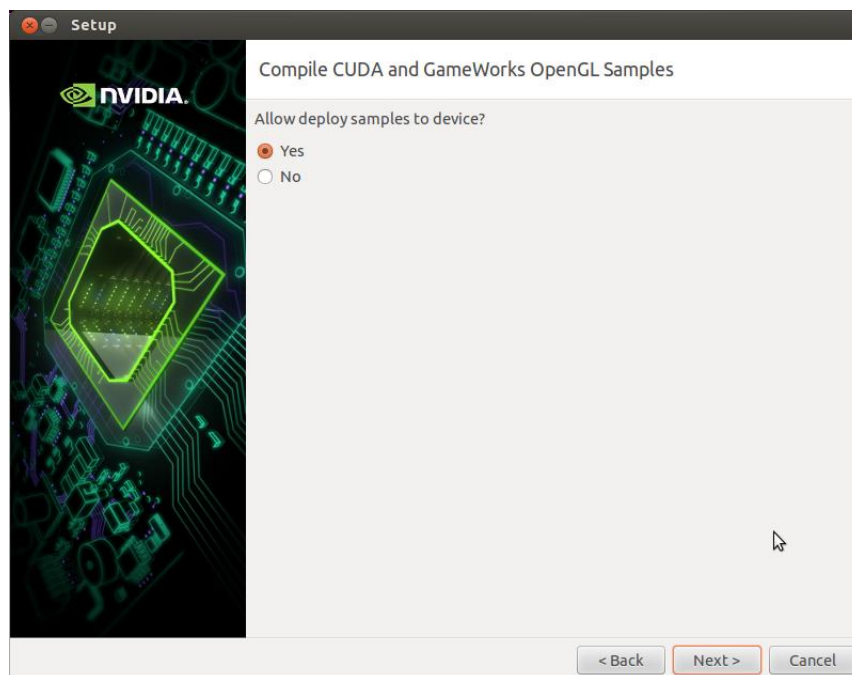 Setup
NVIDIA.
Compile CUDA and GameWorks OpenGL Samples
Allow deploy samples to device?
Yes
No
< Back
Next >
Cancel